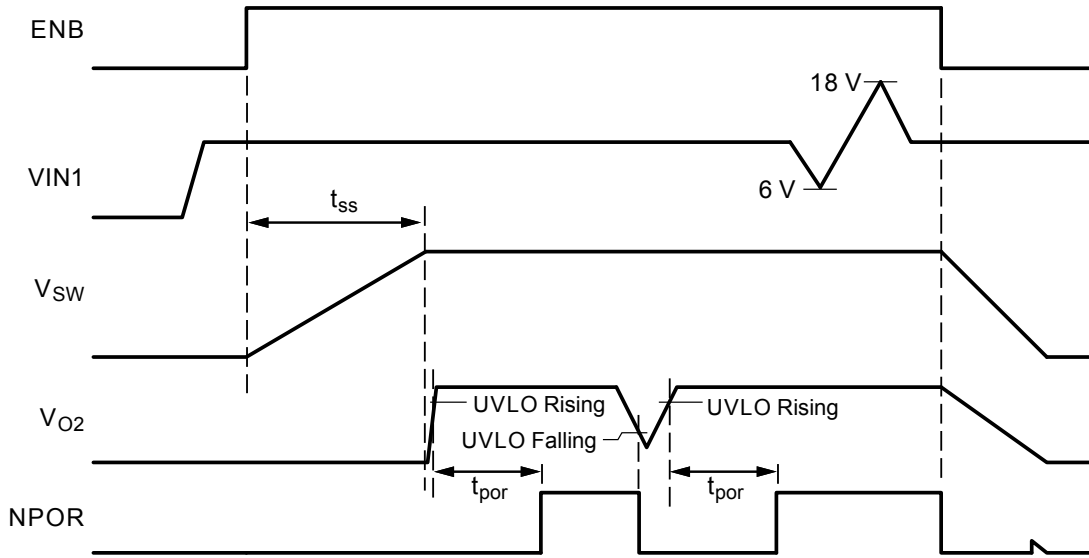 ENB
18 V
VIN1
6 V
tss
VSW
VO2
UVLO Rising
UVLO Rising
UVLO Falling
tpor
tpor
NPOR